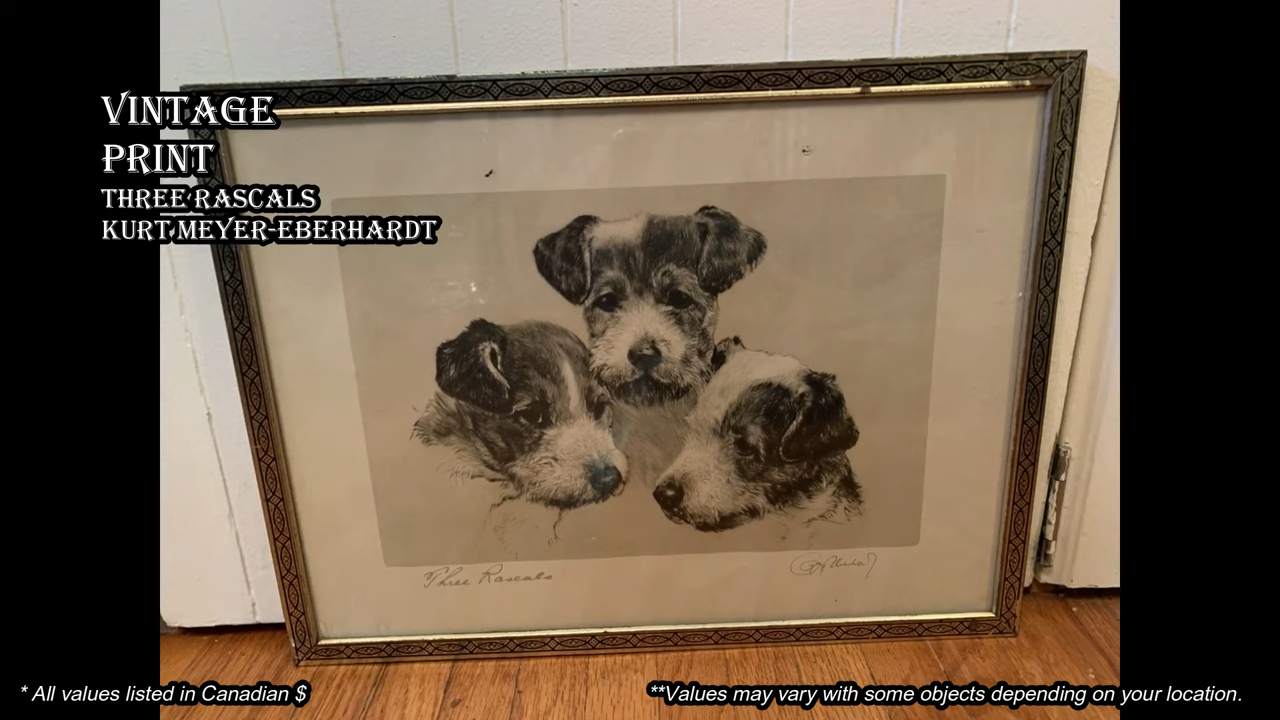 VINTAGE
PRINT
THREE RASCALS
KURT MEYER-EBERHARDT
Three Rascals
* All values listed in Canadian $
**Values may vary with some objects depending on your location.